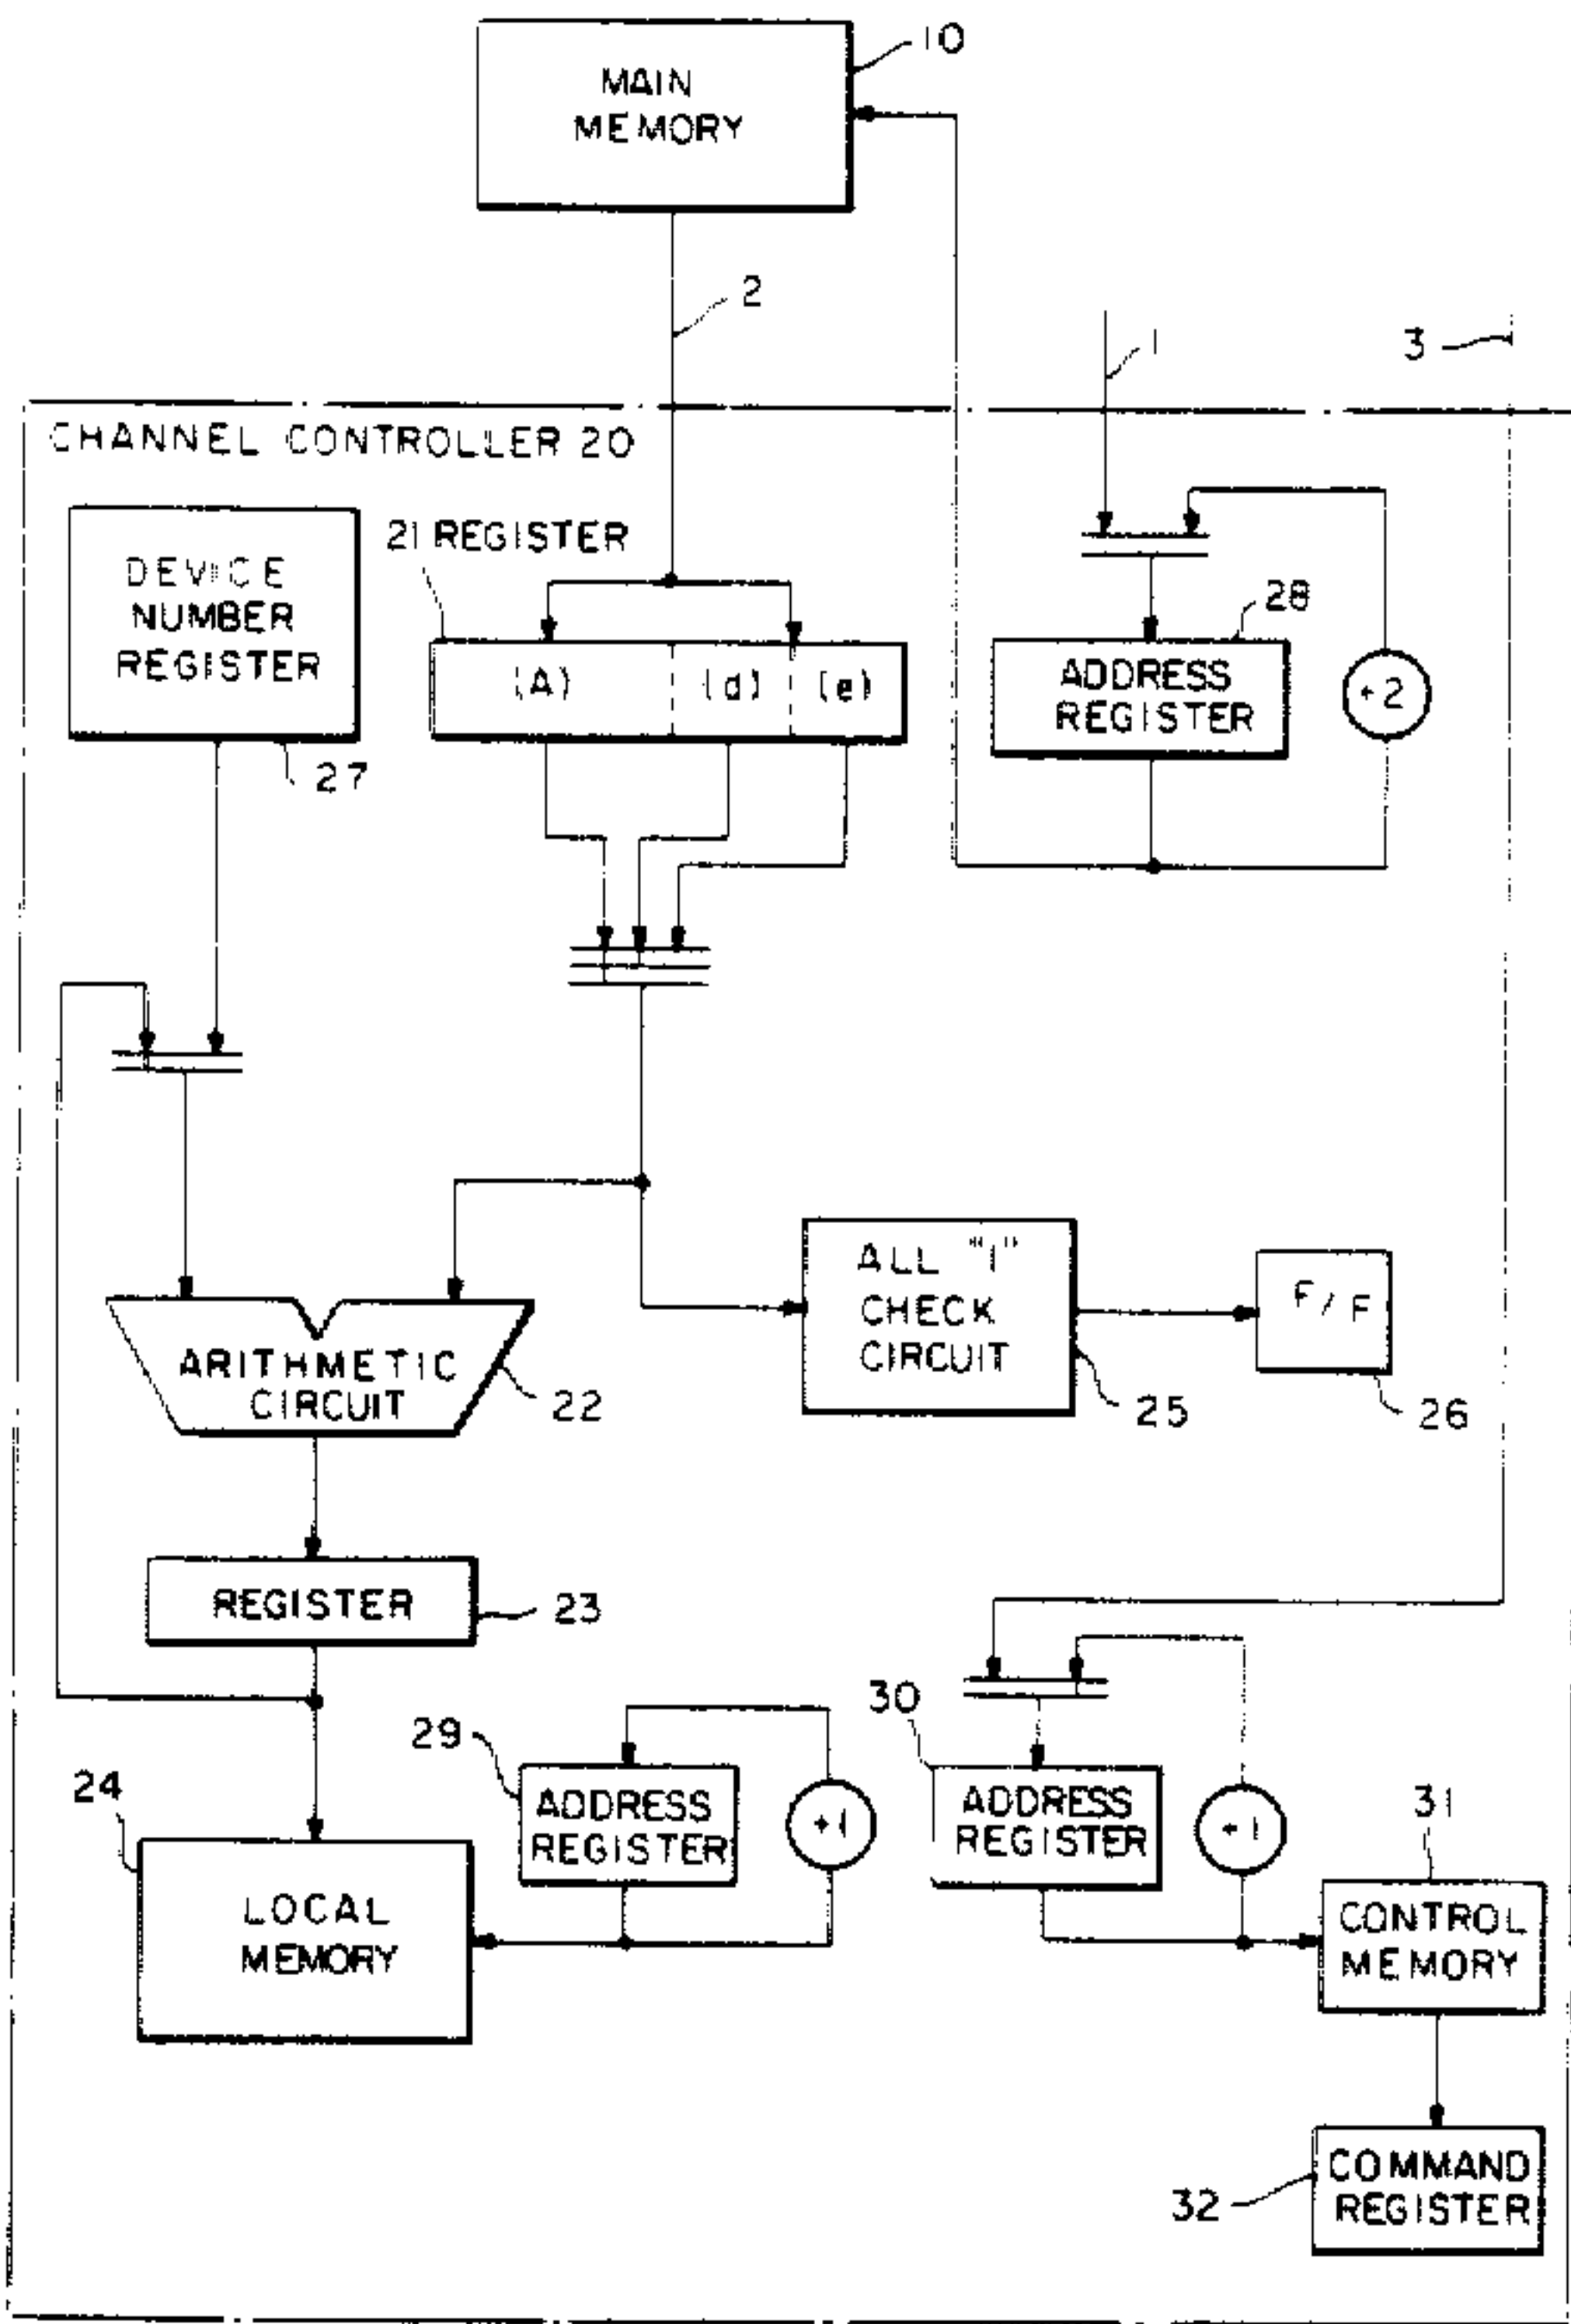 MAIN
MEMORY
10
2
1
3
CHANNEL CONTROLLER 20
DEVICE
NUMBER
REGISTER
27
21 REGISTER
(A)
(d)
(e)
28
ADDRESS
REGISTER
+2
ARITHMETIC
CIRCUIT
22
ALL "1"
CHECK
CIRCUIT
25
F/F
26
REGISTER
23
24
LOCAL
MEMORY
29
ADDRESS
REGISTER
+1
30
ADDRESS
REGISTER
+1
31
CONTROL
MEMORY
32
COMMAND
REGISTER